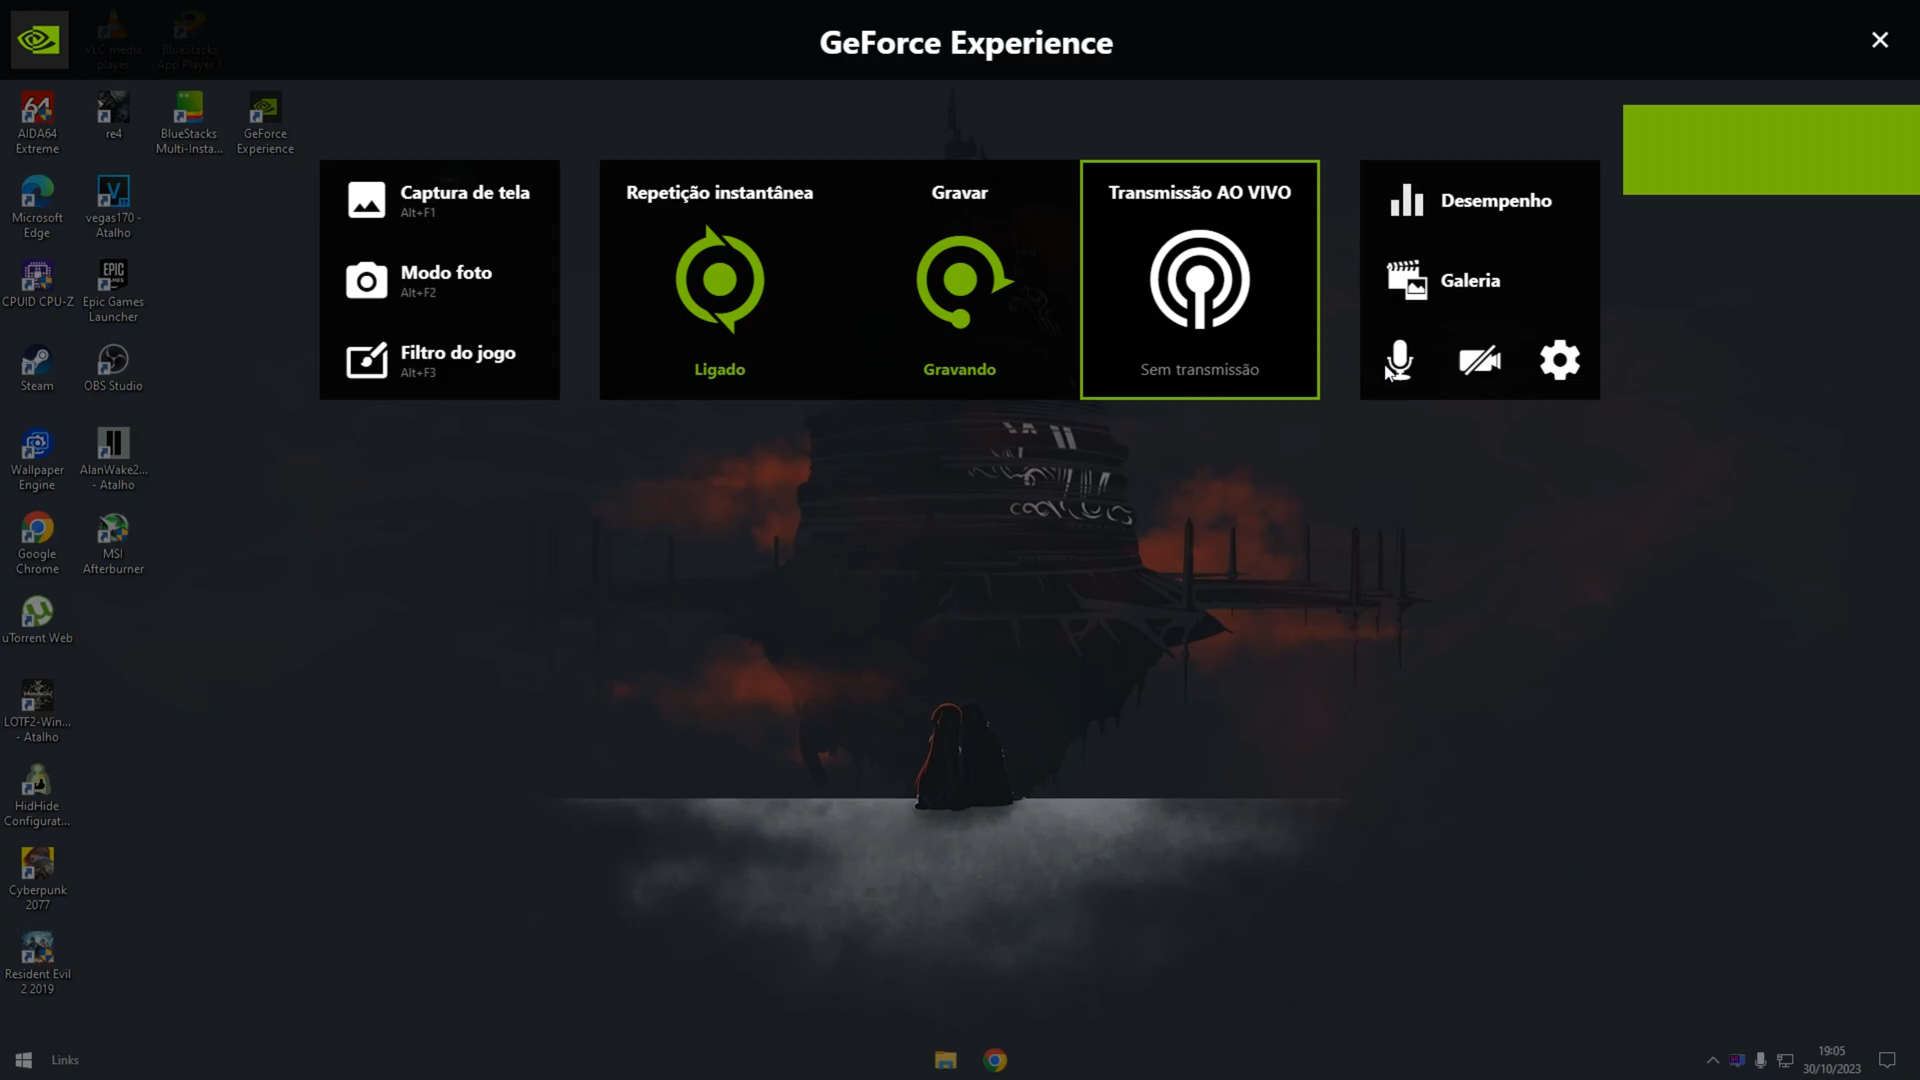 GeForce Experience
VLC media
player
BlueStacks
App Player 1
AIDA64
Extreme
re4
BlueStacks
Multi-Insta...
GeForce
Experience
Captura de tela
Alt+F1
Modo foto
Alt+F2
Filtro do jogo
Alt+F3
Repetição instantânea
Ligado
Gravar
Gravando
Transmissão AO VIVO
Sem transmissão
Desempenho
Galeria
Microsoft
Edge
vegas170 -
Atalho
CPUID CPU-Z
Epic Games
Launcher
EPIC
GAMES
Steam
OBS Studio
Wallpaper
Engine
AlanWake2...
- Atalho
Google
Chrome
MSI
Afterburner
uTorrent Web
LOTF2-Win...
- Atalho
HidHide
Configurat...
Cyberpunk
2077
Resident Evil
2 2019
Links
19:05
30/10/2023